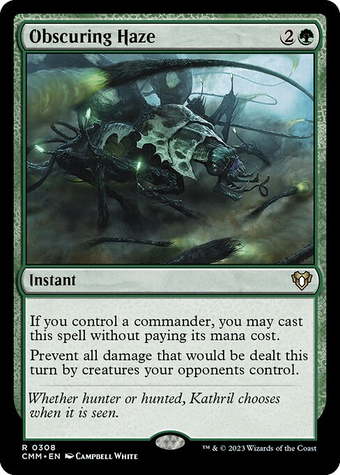 Obscuring Haze 2
Instant
If you control a commander, you may cast
this spell without paying its mana cost.
Prevent all damage that would be dealt this
turn by creatures your opponents control.
Whether hunter or hunted, Kathril chooses
when it is seen.
R 0308
CMM • EN Campbell White
™ & © 2023 Wizards of the Coast